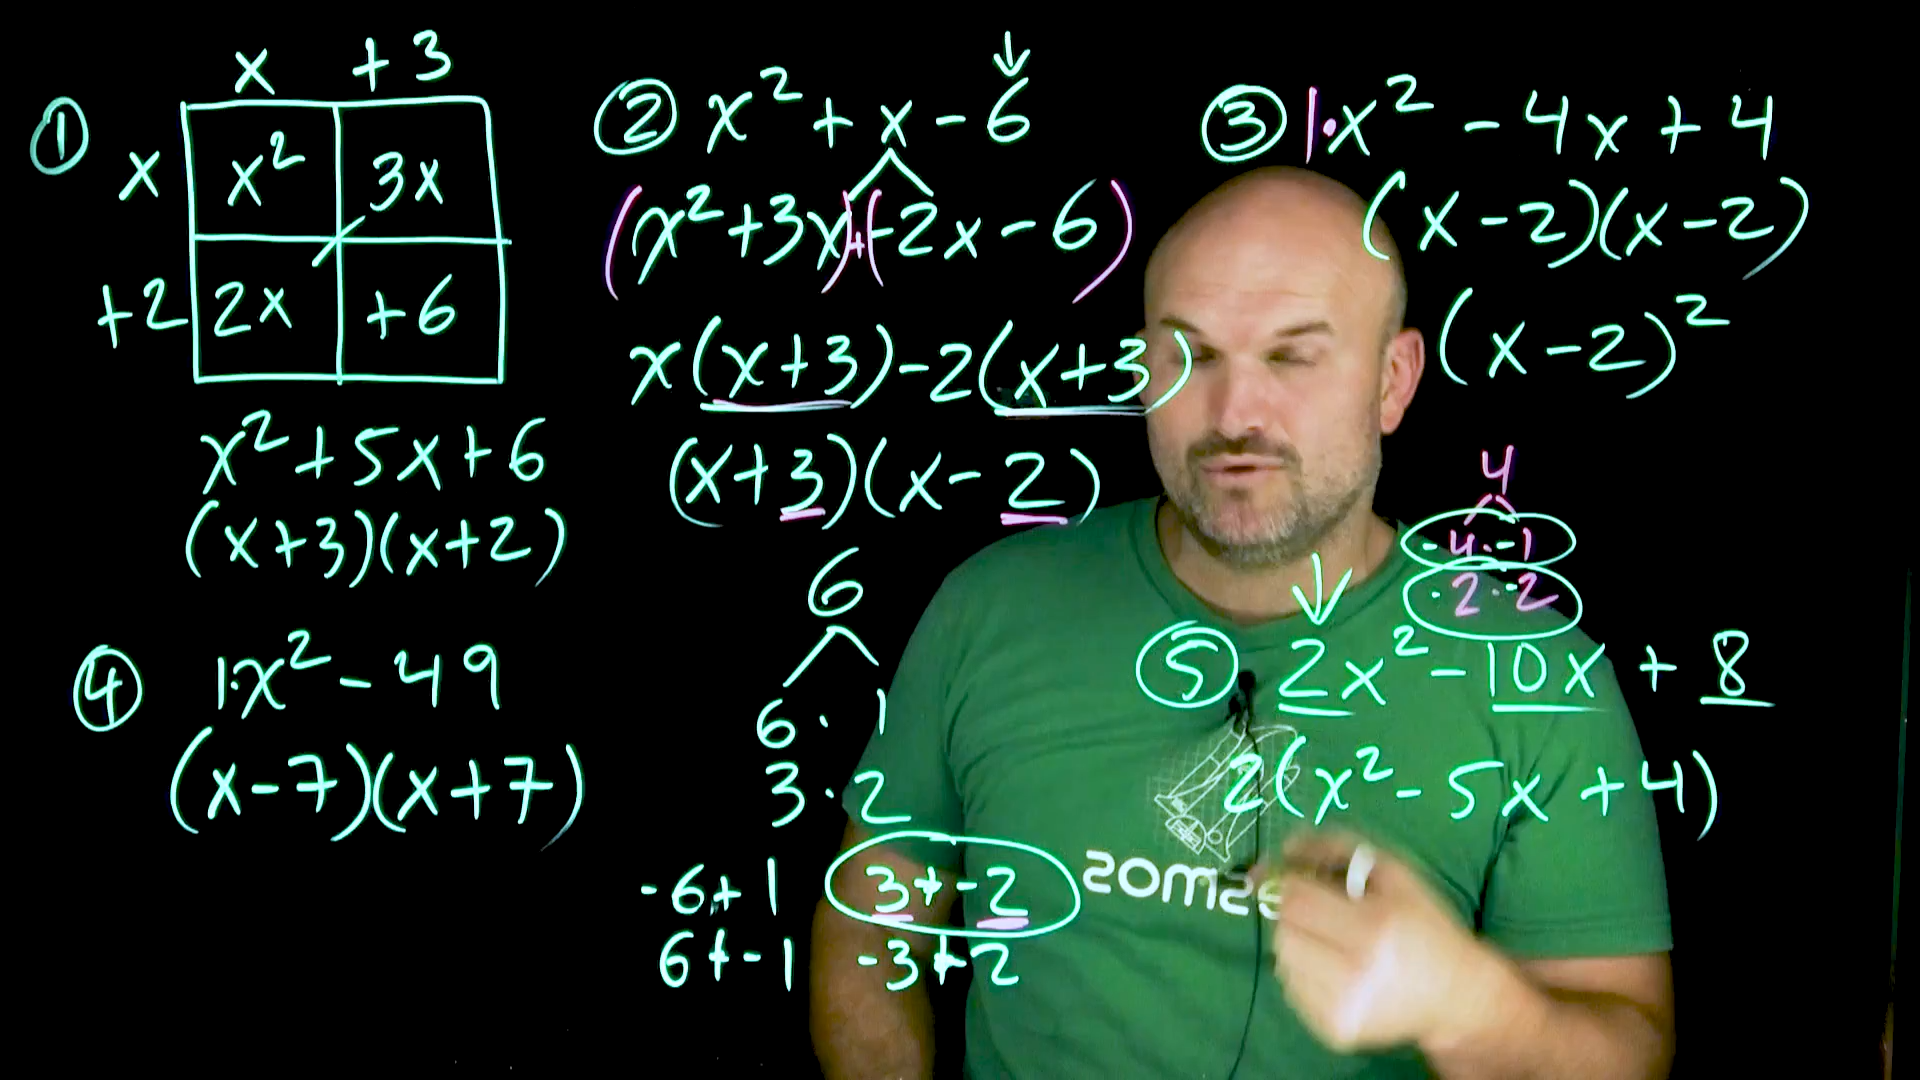 ① x + 3
x x² 3x
+2 2x +6
x² + 5x + 6
(x+3)(x+2)
② x² + x - 6
(x²+3x)+(-2x-6)
x(x+3)-2(x+3)
(x+3)(x-2)
6
6·1
3·2
-6+1 3+-2
6+-1 -3+2
③ 1·x² - 4x + 4
(x-2)(x-2)
(x-2)²
④ 1·x² - 49
(x-7)(x+7)
4
-4·-1
-2·-2
⑤ 2x² - 10x + 8
2(x² - 5x + 4)